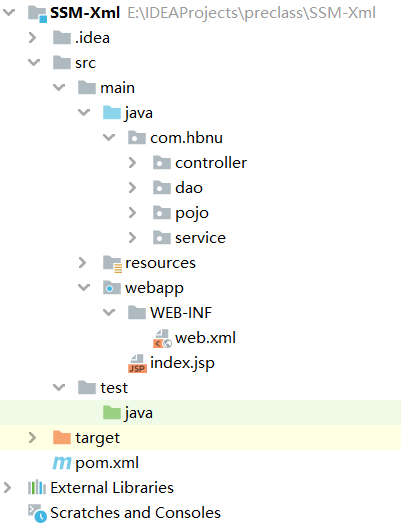 SSM-Xml E:\IDEAProjects\preclass\SSM-Xml
.idea
src
main
java
com.hbnu
controller
dao
pojo
service
resources
webapp
WEB-INF
web.xml
index.jsp
test
java
target
pom.xml
External Libraries
Scratches and Consoles